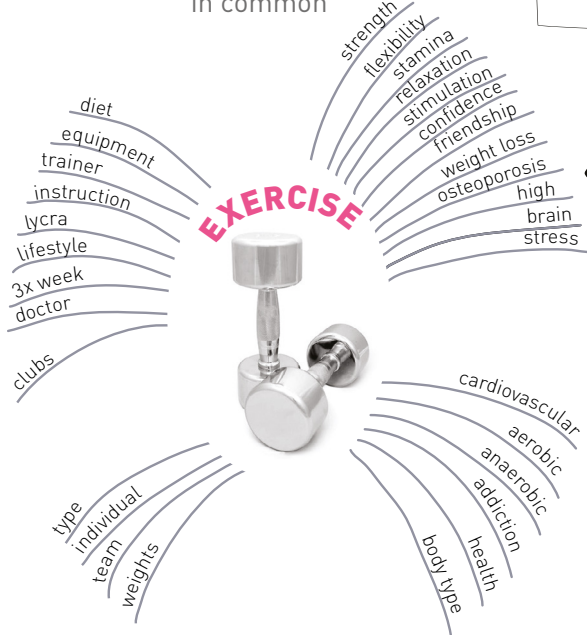 in common
strength
flexibility
stamina
relaxation
stimulation
confidence
friendship
weight loss
osteoporosis
high
brain
stress
diet
equipment
trainer
instruction
lycra
lifestyle
3x week
doctor
clubs
EXERCISE
cardiovascular
aerobic
anaerobic
addiction
health
body type
type
individual
team
weights